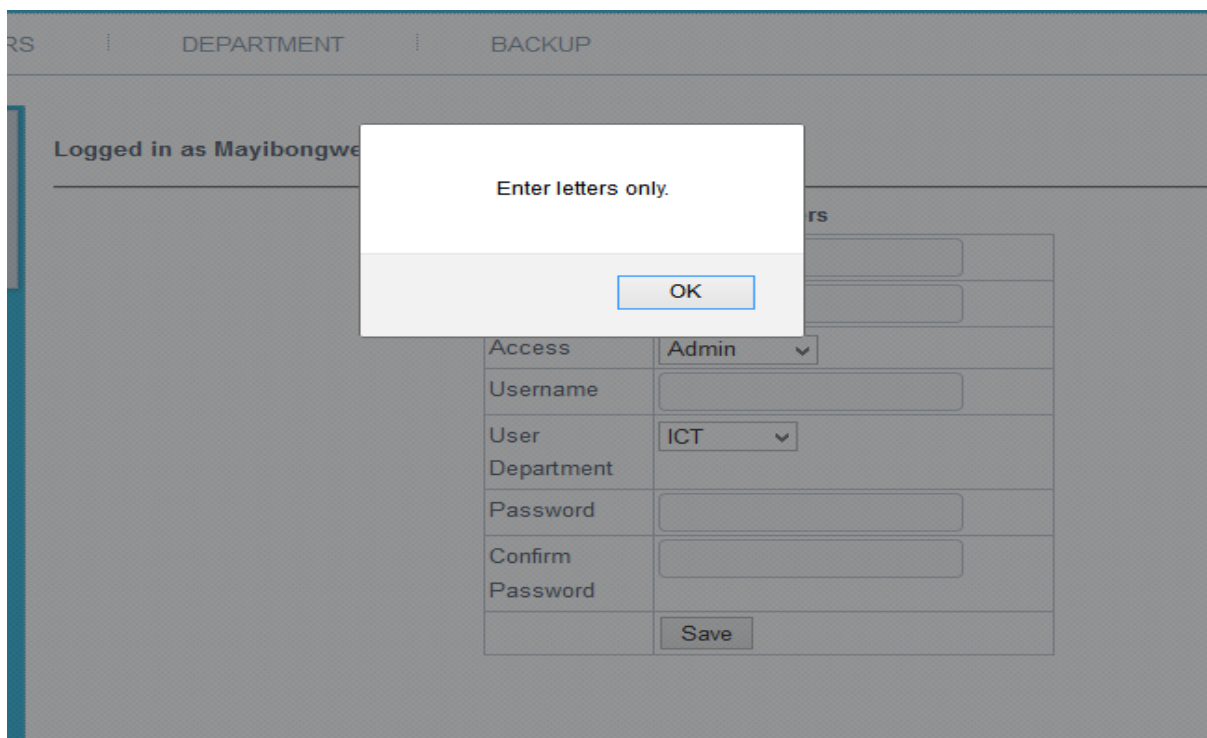 RS DEPARTMENT BACKUP
Logged in as Mayibongwe
Enter letters only.
rs
OK
Access Admin
Username
User ICT
Department
Password
Confirm
Password
Save